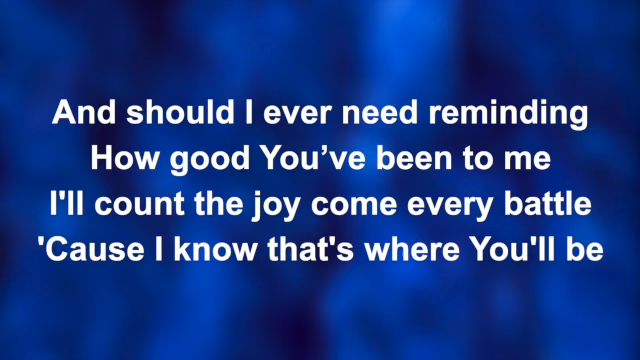 And should I ever need reminding
How good You’ve been to me
I'll count the joy come every battle
'Cause I know that's where You'll be